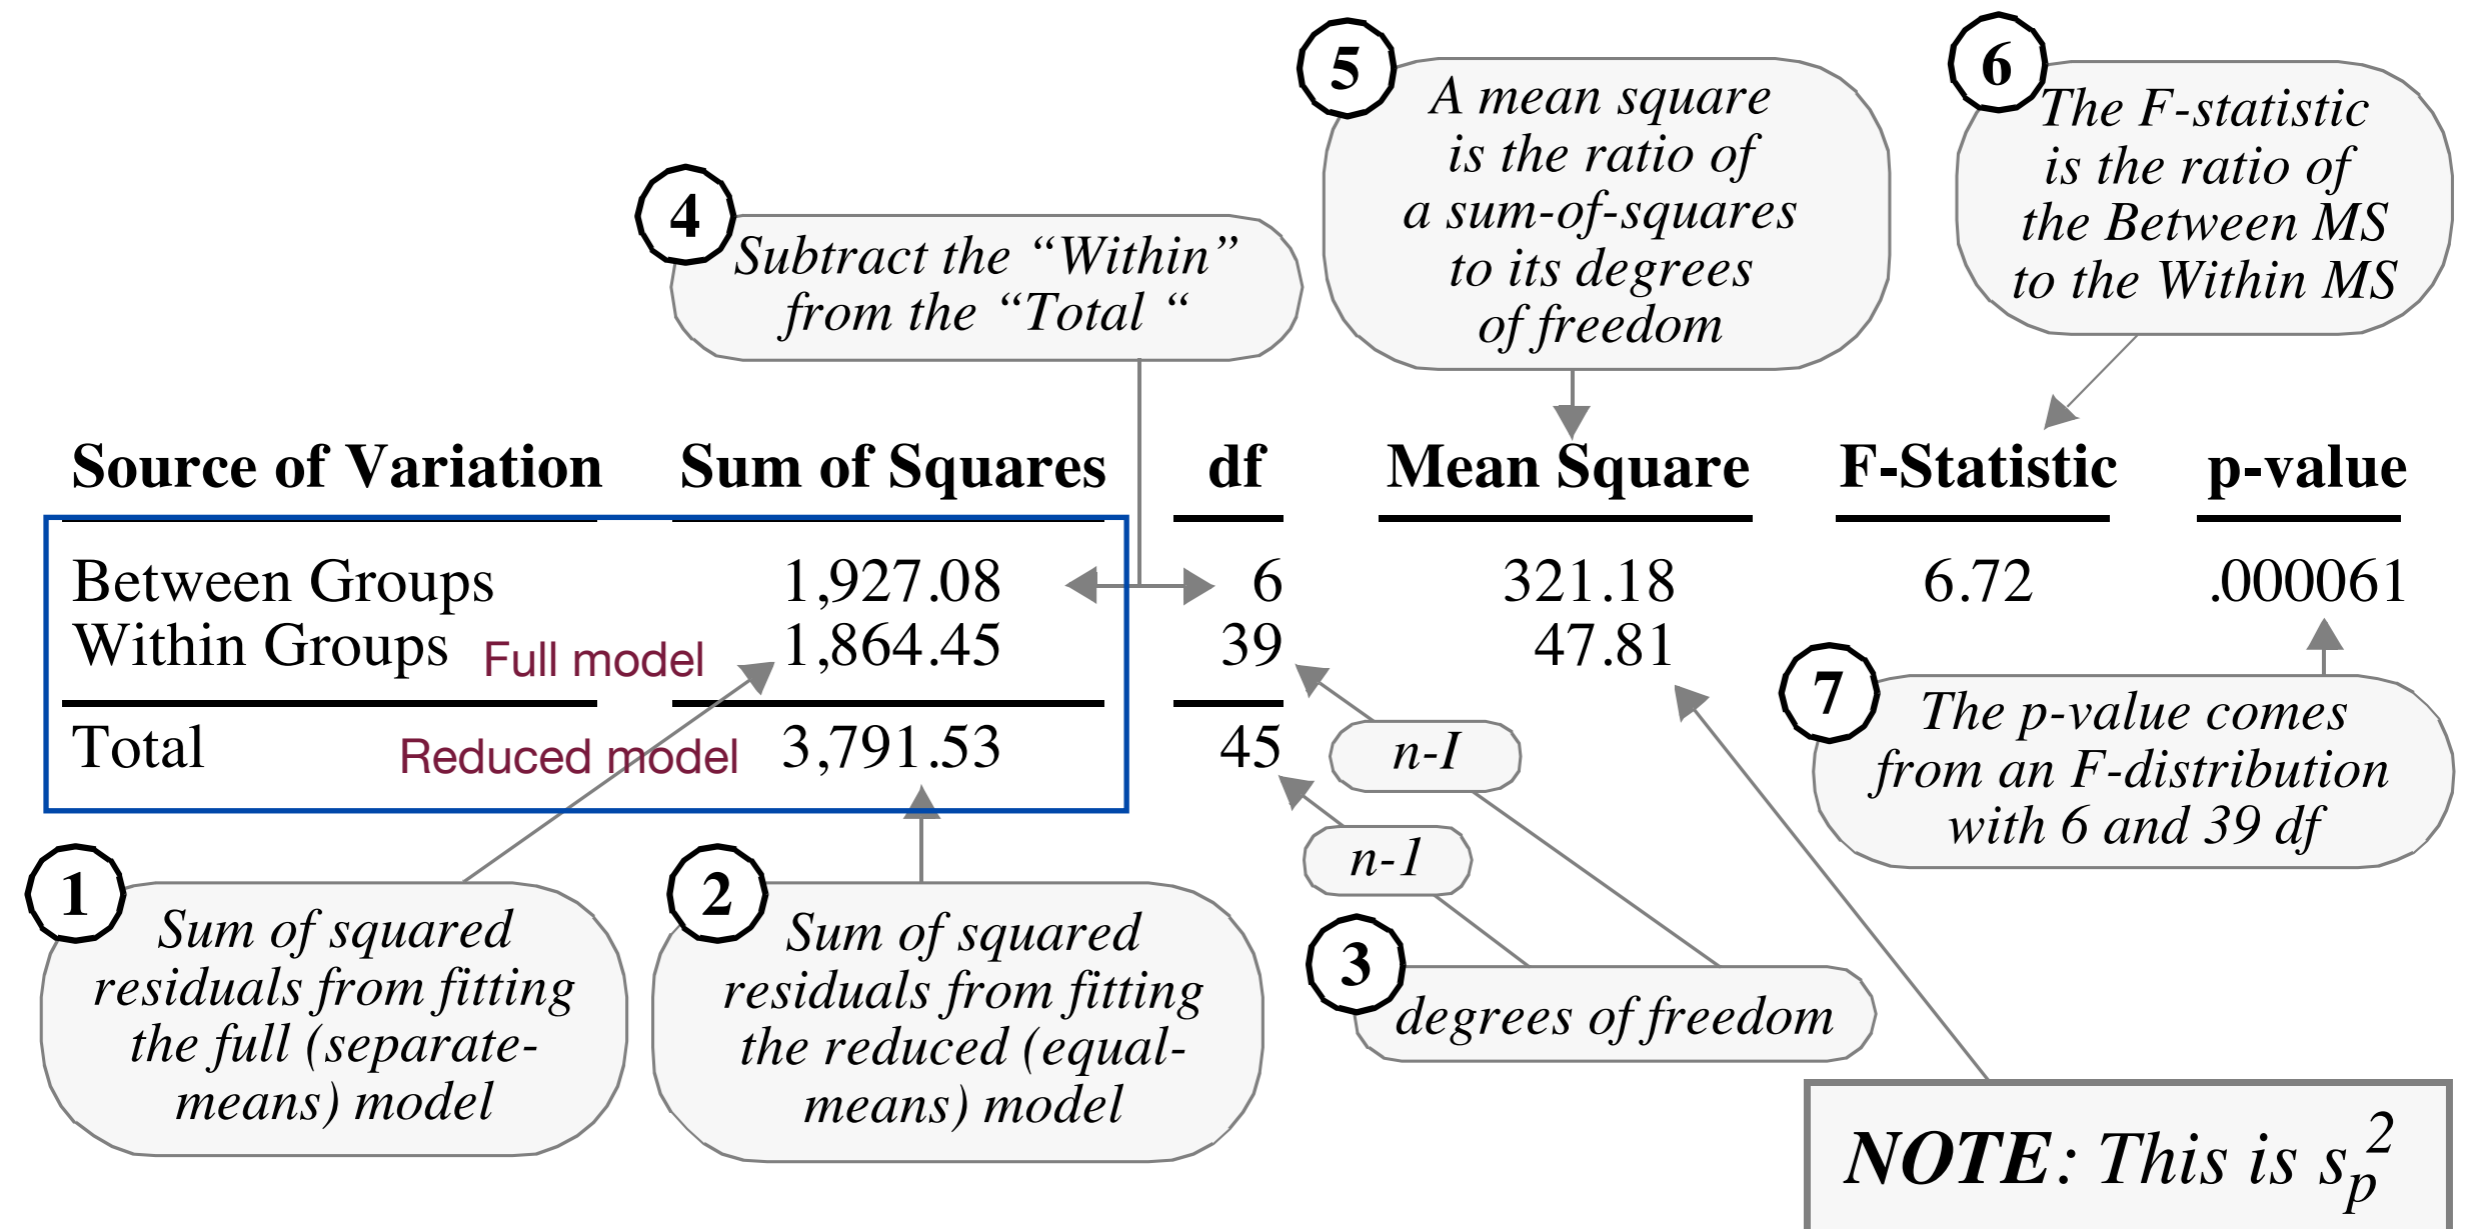 5
A mean square
is the ratio of
a sum-of-squares
to its degrees
of freedom
6
The F-statistic
is the ratio of
the Between MS
to the Within MS
4
Subtract the “Within”
from the “Total “
Source of Variation Sum of Squares df Mean Square F-Statistic p-value
Between Groups 1,927.08 6 321.18 6.72 .000061
Within Groups Full model 1,864.45 39 47.81
Total Reduced model 3,791.53 45
n-I
n-1
3
degrees of freedom
7
The p-value comes
from an F-distribution
with 6 and 39 df
1
Sum of squared
residuals from fitting
the full (separate-
means) model
2
Sum of squared
residuals from fitting
the reduced (equal-
means) model
NOTE: This is sp2